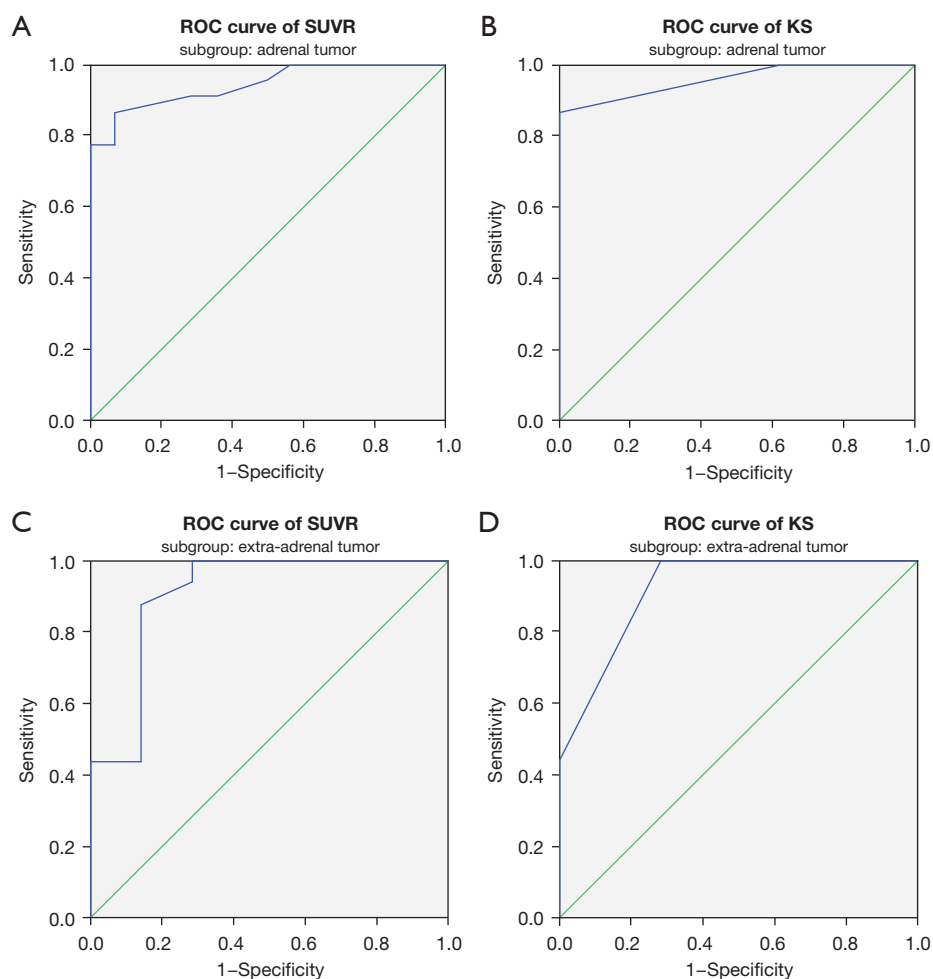 A
ROC curve of SUVR
subgroup: adrenal tumor
1.0
0.8
0.6
0.4
0.2
0.0
Sensitivity
0.0 0.2 0.4 0.6 0.8 1.0
1–Specificity
B
ROC curve of KS
subgroup: adrenal tumor
1.0
0.8
0.6
0.4
0.2
0.0
Sensitivity
0.0 0.2 0.4 0.6 0.8 1.0
1–Specificity
C
ROC curve of SUVR
subgroup: extra-adrenal tumor
1.0
0.8
0.6
0.4
0.2
0.0
Sensitivity
0.0 0.2 0.4 0.6 0.8 1.0
1–Specificity
D
ROC curve of KS
subgroup: extra-adrenal tumor
1.0
0.8
0.6
0.4
0.2
0.0
Sensitivity
0.0 0.2 0.4 0.6 0.8 1.0
1–Specificity